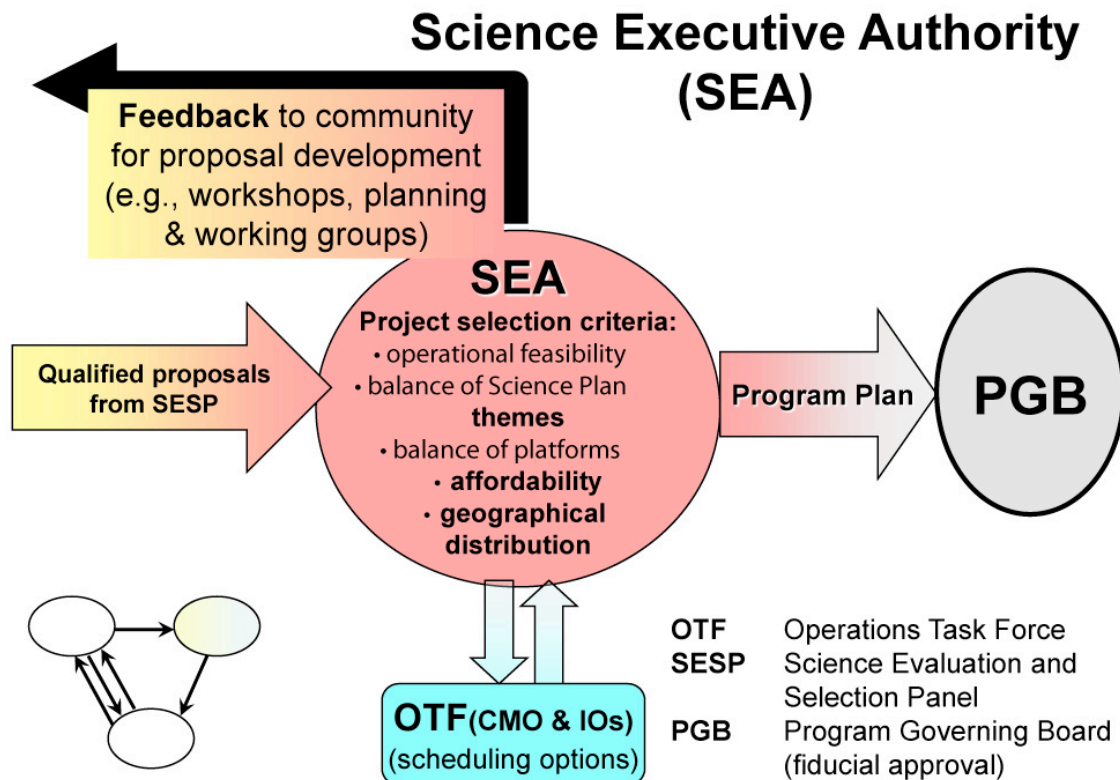 Science Executive Authority
(SEA)
Feedback to community
for proposal development
(e.g., workshops, planning
& working groups)
SEA
Project selection criteria:
• operational feasibility
• balance of Science Plan
themes
• balance of platforms
• affordability
• geographical
distribution
Qualified proposals
from SESP
Program Plan
PGB
OTF(CMO & IOs)
(scheduling options)
OTF Operations Task Force
SESP Science Evaluation and
Selection Panel
PGB Program Governing Board
(fiducial approval)